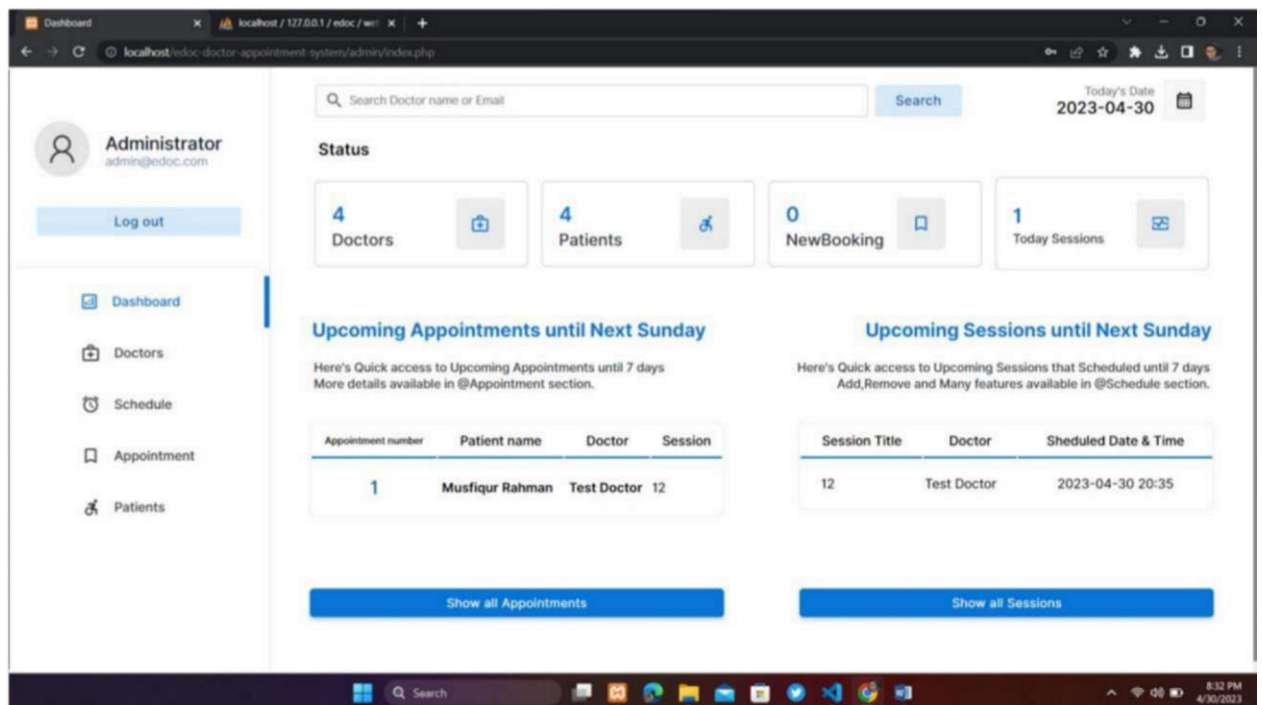 Dashboard
localhost / 127.0.0.1 / edoc / wel
localhost/edoc-doctor-appointment-system/admin/index.php
Search Doctor name or Email
Search
Today's Date
2023-04-30
Administrator
admin@edoc.com
Log out
Dashboard
Doctors
Schedule
Appointment
Patients
Status
4
Doctors
4
Patients
0
NewBooking
1
Today Sessions
Upcoming Appointments until Next Sunday
Here's Quick access to Upcoming Appointments until 7 days
More details available in @Appointment section.
Appointment number Patient name Doctor Session
1 Musfiqur Rahman Test Doctor 12
Show all Appointments
Upcoming Sessions until Next Sunday
Here's Quick access to Upcoming Sessions that Scheduled until 7 days
Add,Remove and Many features available in @Schedule section.
Session Title Doctor Sheduled Date & Time
12 Test Doctor 2023-04-30 20:35
Show all Sessions
Search
8:32 PM
4/30/2023